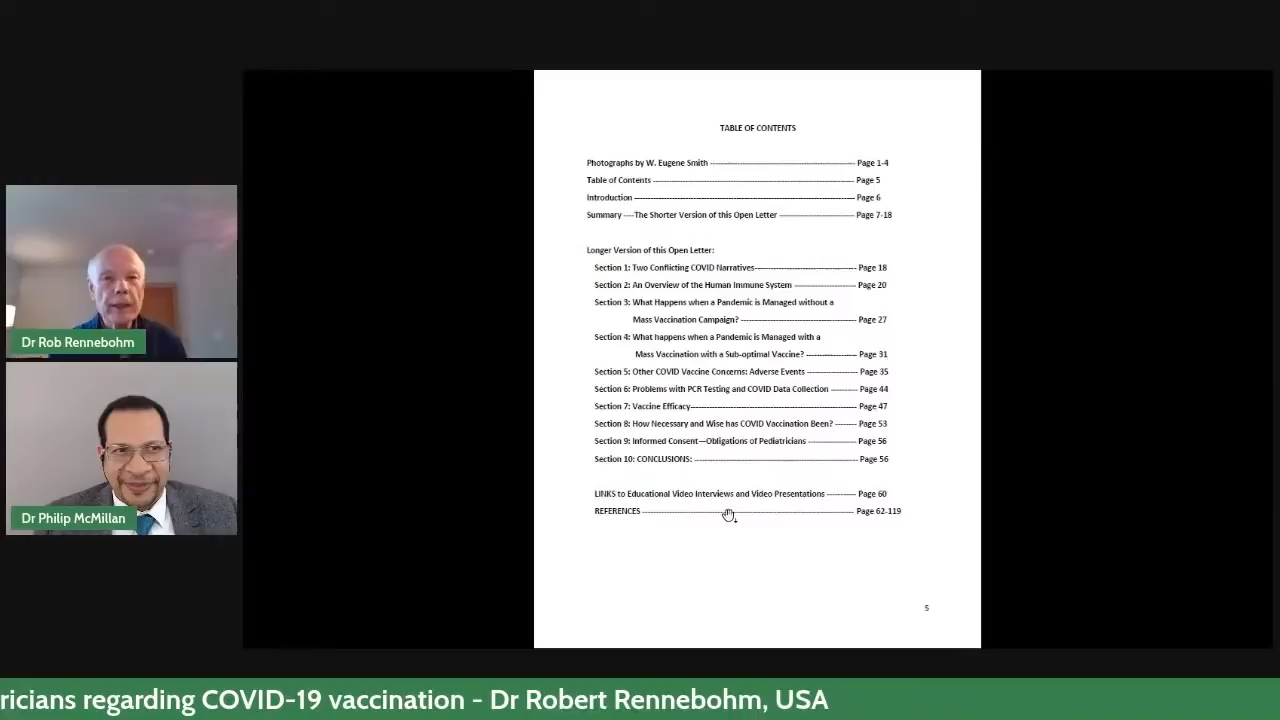 Dr Rob Rennebohm
Dr Philip McMillan
TABLE OF CONTENTS
Photographs by W. Eugene Smith ---------------------------------------------------------- Page 1-4
Table of Contents -------------------------------------------------------------------------------- Page 5
Introduction --------------------------------------------------------------------------------------- Page 6
Summary ----The Shorter Version of this Open Letter ------------------------------ Page 7-18
Longer Version of this Open Letter:
Section 1: Two Conflicting COVID Narratives---------------------------------------- Page 18
Section 2: An Overview of the Human Immune System ------------------------ Page 20
Section 3: What Happens when a Pandemic is Managed without a
Mass Vaccination Campaign? ---------------------------------------------- Page 27
Section 4: What happens when a Pandemic is Managed with a
Mass Vaccination with a Sub-optimal Vaccine? -------------------- Page 31
Section 5: Other COVID Vaccine Concerns: Adverse Events -------------------- Page 35
Section 6: Problems with PCR Testing and COVID Data Collection ---------- Page 44
Section 7: Vaccine Efficacy------------------------------------------------------------------ Page 47
Section 8: How Necessary and Wise has COVID Vaccination Been? -------- Page 53
Section 9: Informed Consent—Obligations of Pediatricians ------------------- Page 56
Section 10: CONCLUSIONS: ----------------------------------------------------------------- Page 56
LINKS to Educational Video Interviews and Video Presentations ----------- Page 60
REFERENCES ------------------------------------------------------------------------------------ Page 62-119
5
ricians regarding COVID-19 vaccination - Dr Robert Rennebohm, USA